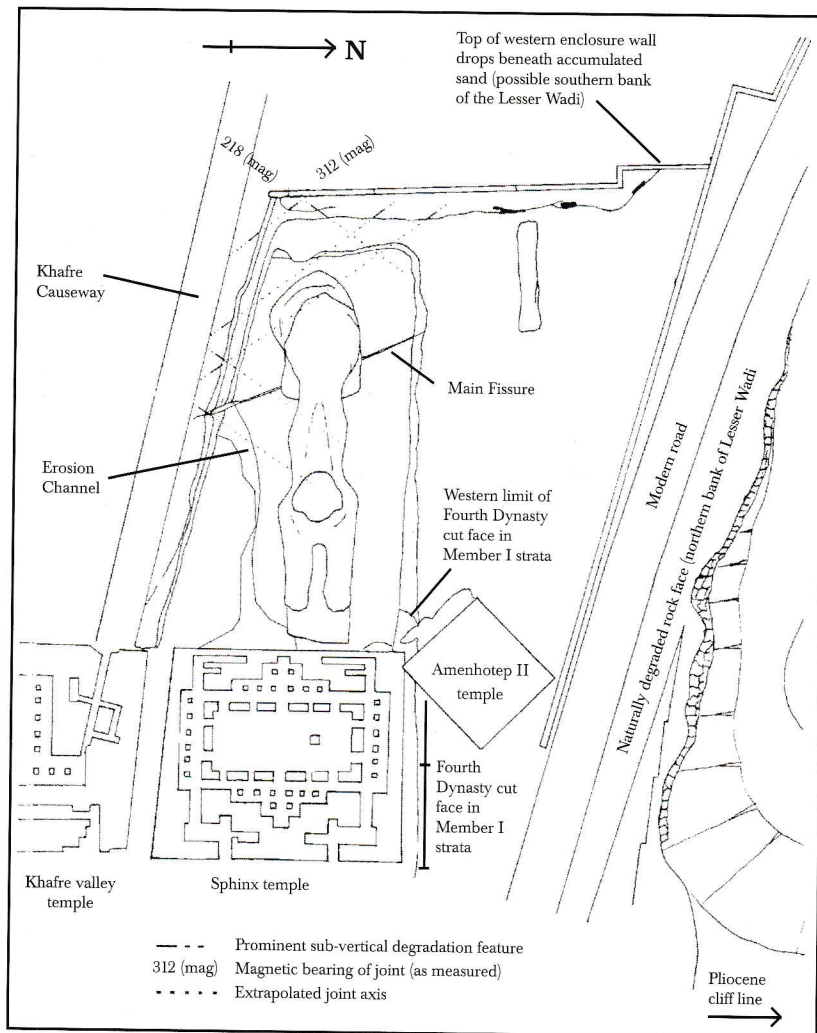 N
Top of western enclosure wall
drops beneath accumulated
sand (possible southern bank
of the Lesser Wadi)
218 (mag)
312 (mag)
Khafre
Causeway
Main Fissure
Erosion
Channel
Western limit of
Fourth Dynasty
cut face in
Member I strata
Modern road
Naturally degraded rock face (northern bank of Lesser Wadi)
Amenhotep II
temple
Fourth
Dynasty cut
face in
Member I
strata
Khafre valley
temple
Sphinx temple
Prominent sub-vertical degradation feature
312 (mag) Magnetic bearing of joint (as measured)
Extrapolated joint axis
Pliocene
cliff line